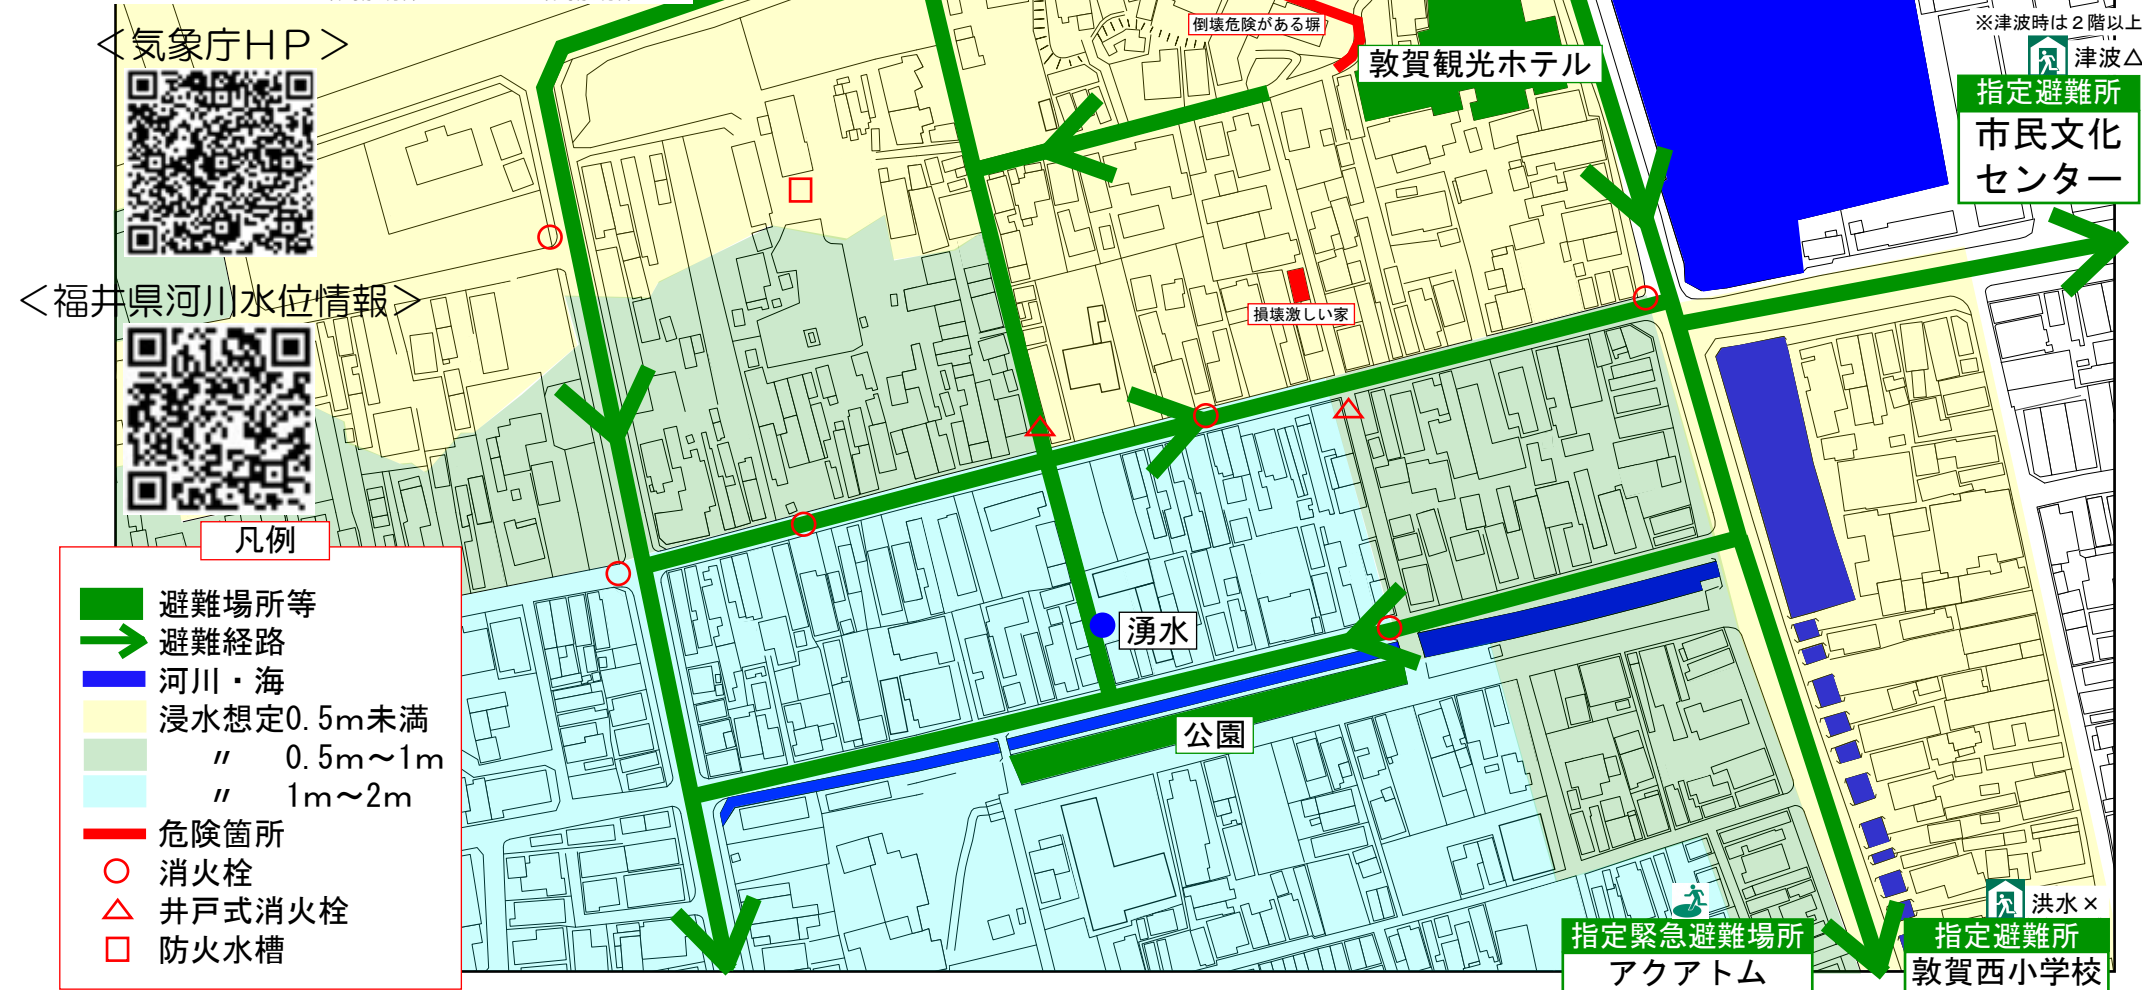 ＜気象庁ＨＰ＞
＜福井県河川水位情報＞
倒壊危険がある塀
敦賀観光ホテル
※津波時は２階以上
津波△
指定避難所
市民文化
センター
損壊激しい家
湧水
公園
凡例
避難場所等
避難経路
河川・海
浸水想定0.5m未満
〃 0.5m～1m
〃 1m～2m
危険箇所
消火栓
井戸式消火栓
防火水槽
指定緊急避難場所
アクアトム
洪水×
指定避難所
敦賀西小学校